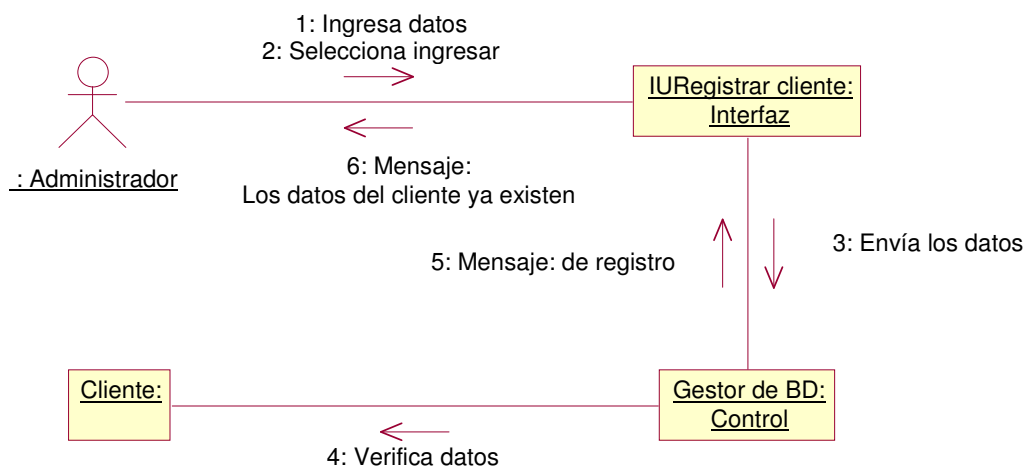 1: Ingresa datos
2: Selecciona ingresar
IURegistrar cliente:
Interfaz
: Administrador
6: Mensaje:
Los datos del cliente ya existen
5: Mensaje: de registro
3: Envía los datos
Cliente:
Gestor de BD:
Control
4: Verifica datos